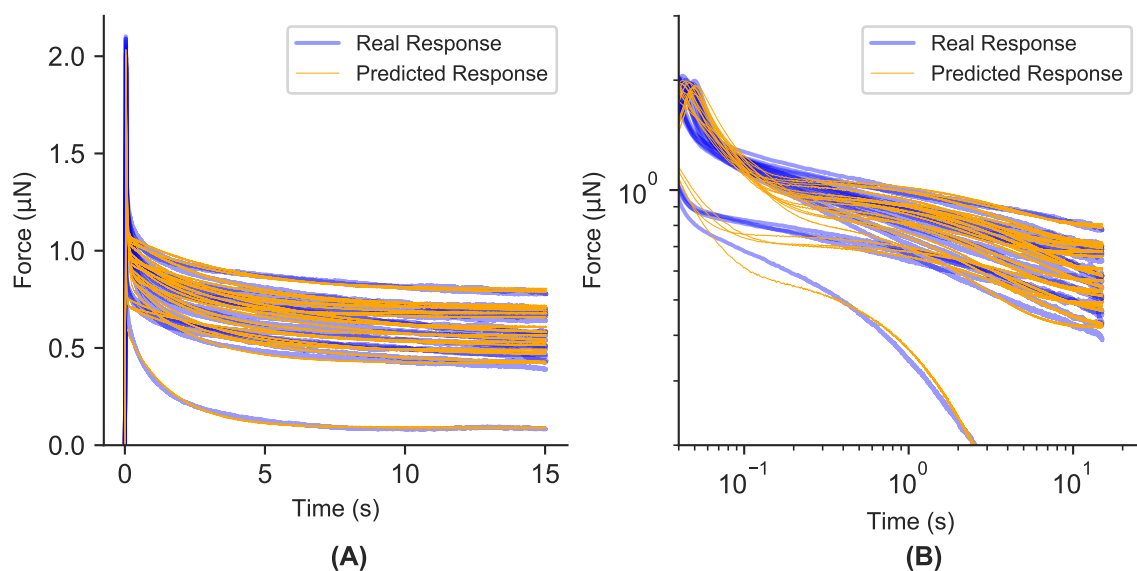 2.0
1.5
1.0
0.5
0.0
Force (µN)
0
5
10
15
Time (s)
Real Response
Predicted Response
(A)
10⁰
Force (µN)
10⁻¹
10⁰
10¹
Time (s)
Real Response
Predicted Response
(B)